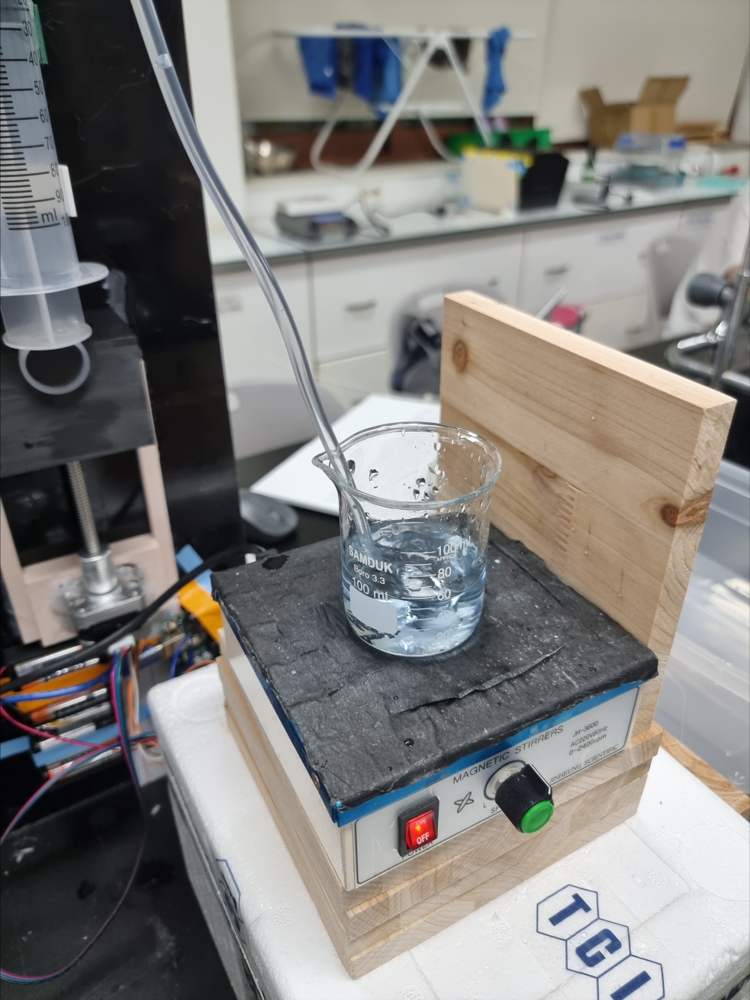 30
40
50
60
70
80
90
ml
SAMDUK
Boro 3.3
100 ml
100 ml
APPROX
80
60
20
MAGNETIC STIRRERS
JH-3600
AC220V60Hz
0~2400rpm
JINHEUNG SCIENTIFIC
L
ON
OFF
POWER
TCI